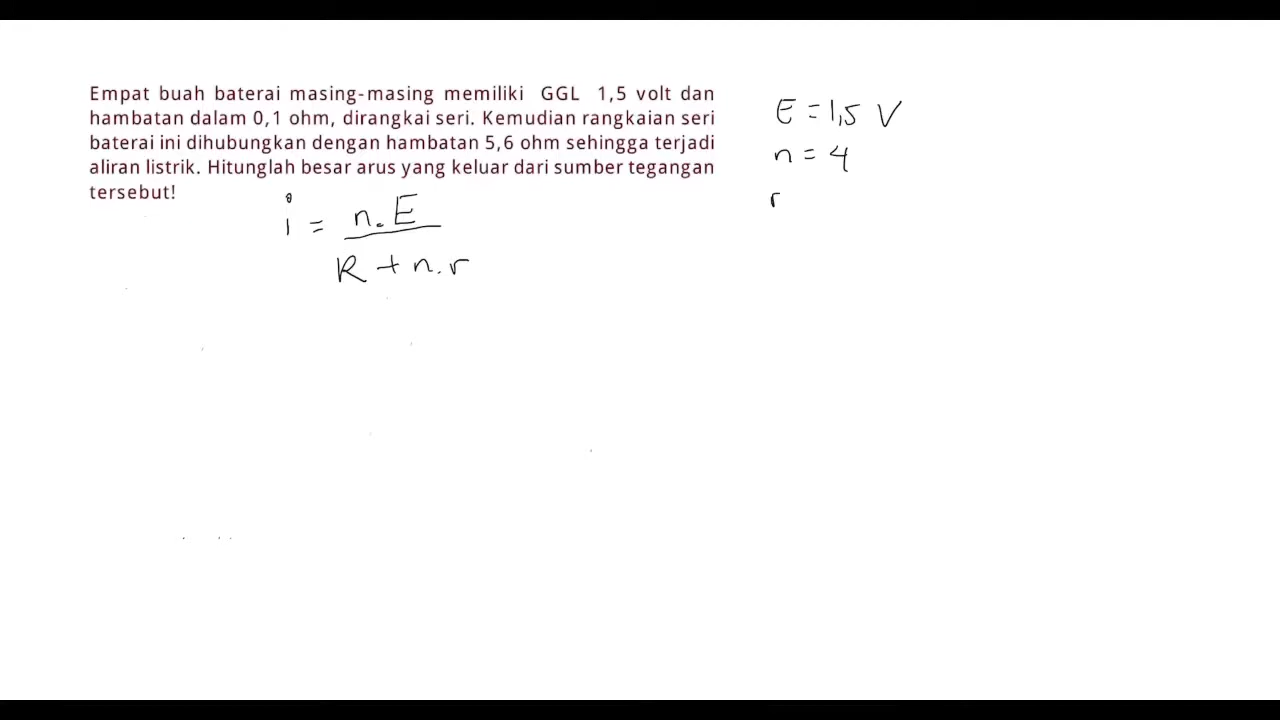 Empat buah baterai masing-masing memiliki GGL 1,5 volt dan
hambatan dalam 0,1 ohm, dirangkai seri. Kemudian rangkaian seri
baterai ini dihubungkan dengan hambatan 5,6 ohm sehingga terjadi
aliran listrik. Hitunglah besar arus yang keluar dari sumber tegangan
tersebut!
i = n.E
R + n.r
E = 1,5 V
n = 4
r